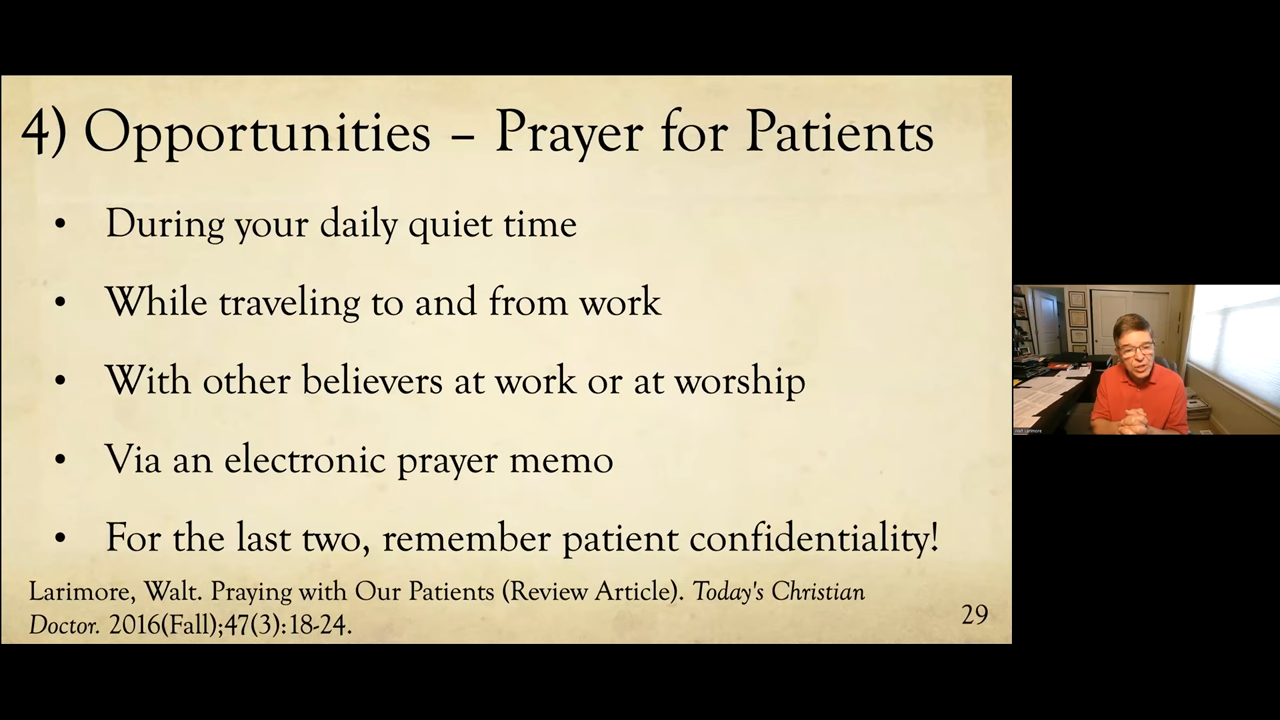 4) Opportunities – Prayer for Patients
• During your daily quiet time
• While traveling to and from work
• With other believers at work or at worship
• Via an electronic prayer memo
• For the last two, remember patient confidentiality!
Larimore, Walt. Praying with Our Patients (Review Article). Today's Christian
Doctor. 2016(Fall);47(3):18-24.
29
Walt Larimore